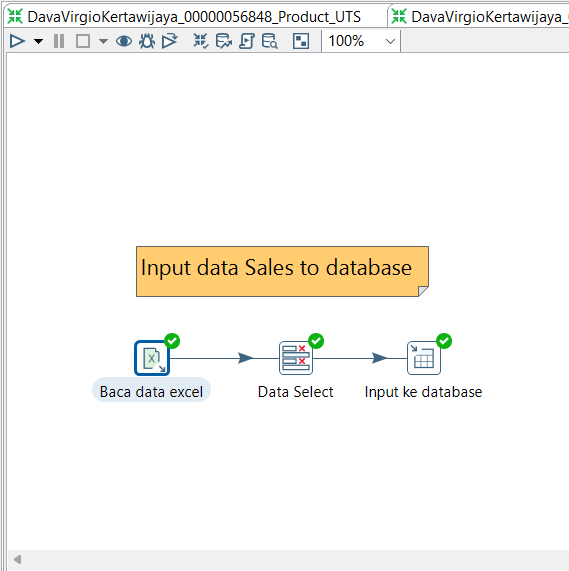 DavaVirgioKertawijaya_00000056848_Product_UTS
DavaVirgioKertawijaya_
100%
Input data Sales to database
Baca data excel
Data Select
Input ke database